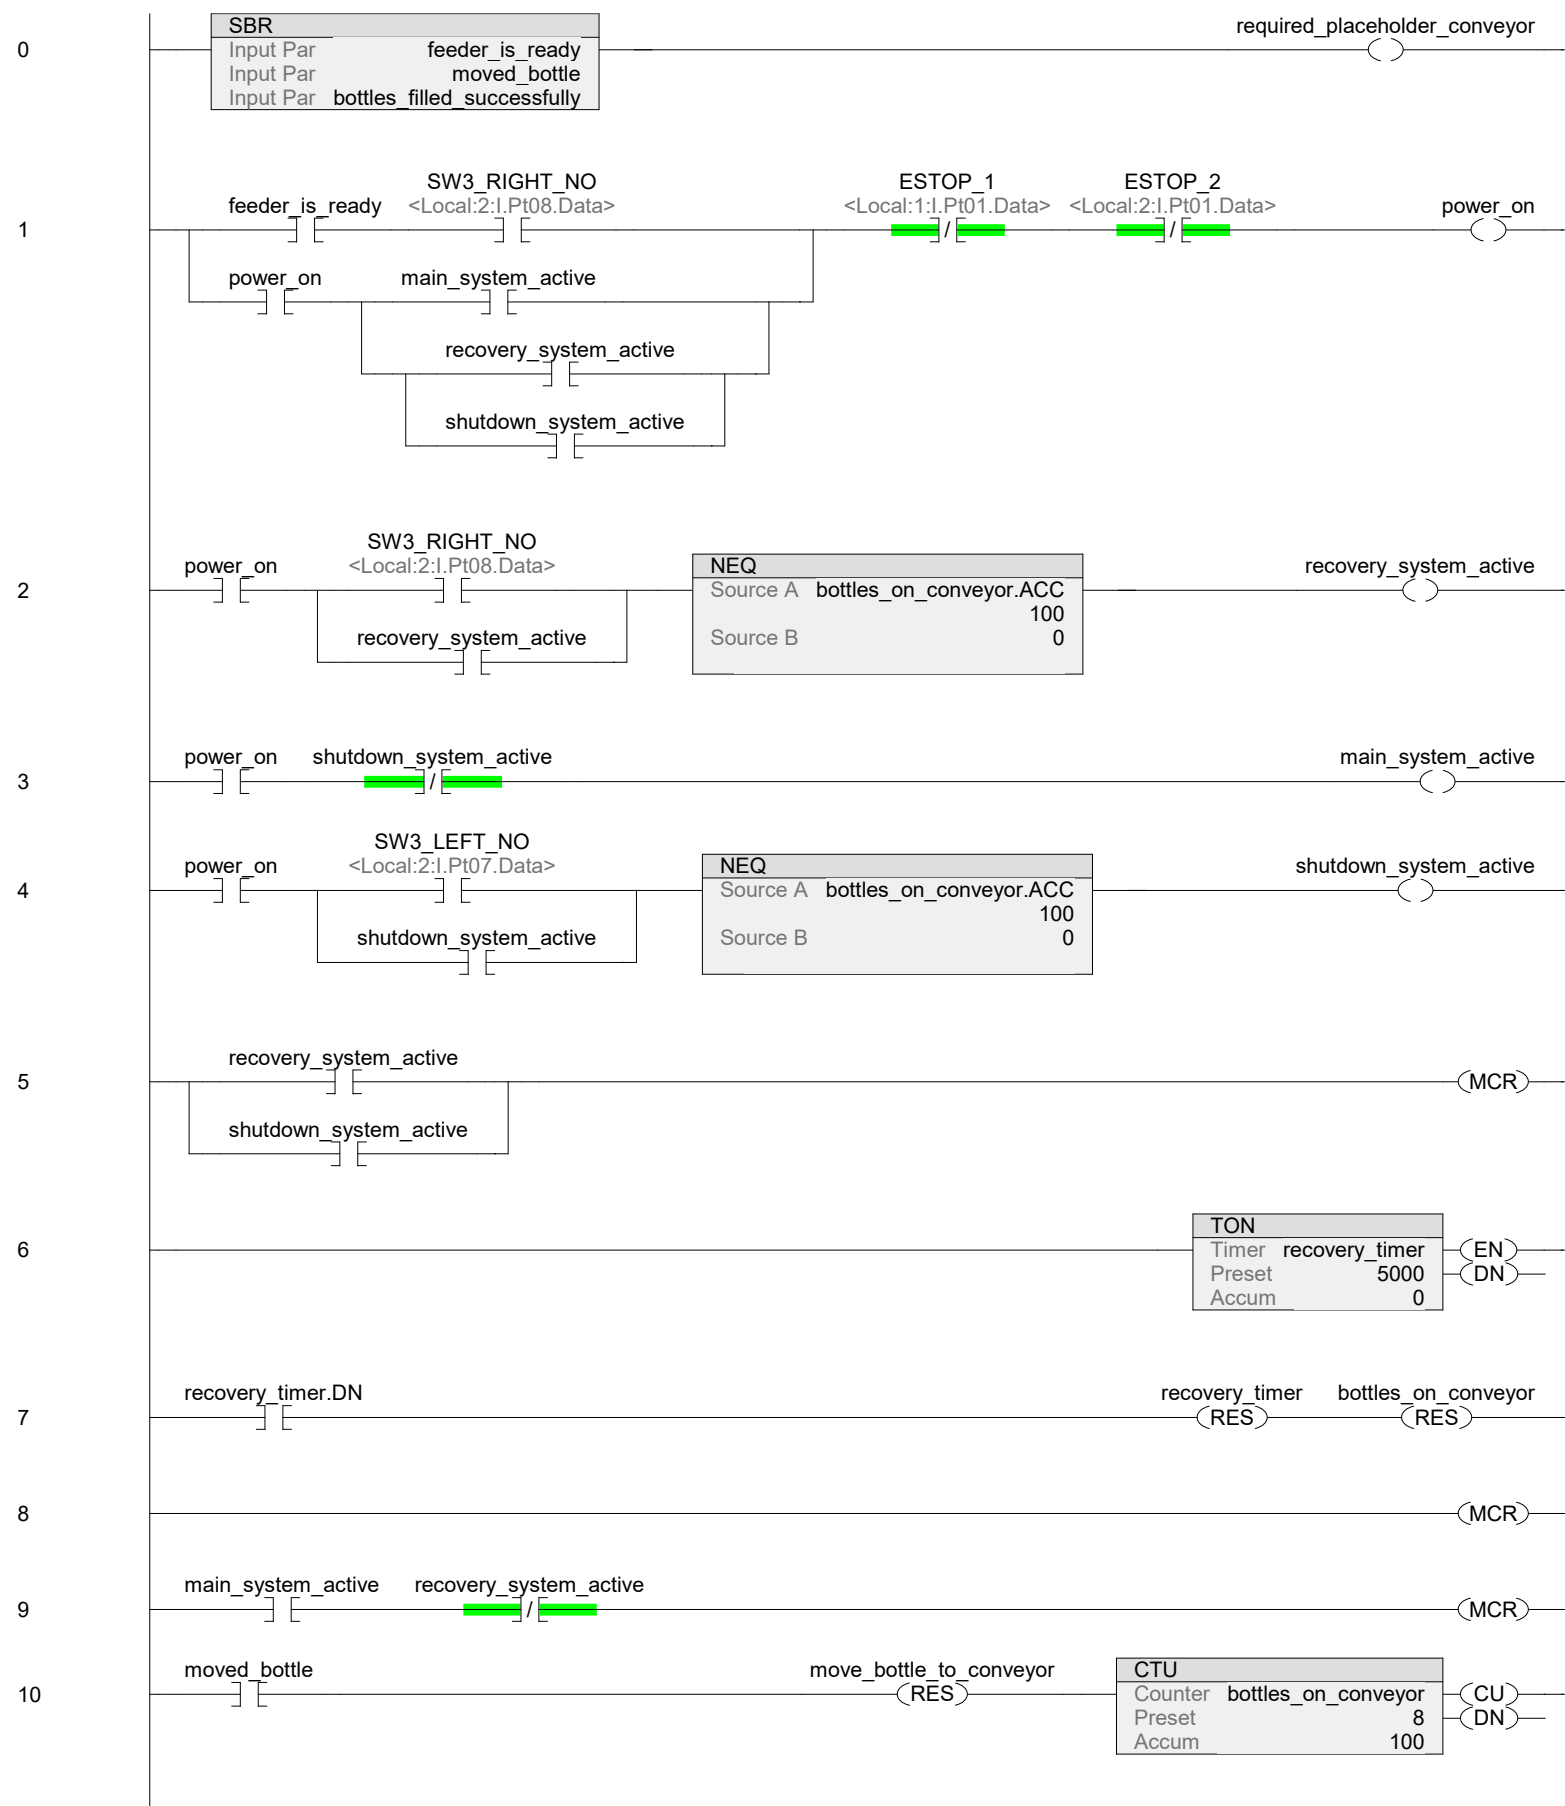 0
SBR
Input Par feeder_is_ready
Input Par moved_bottle
Input Par bottles_filled_successfully
required_placeholder_conveyor
1
feeder_is_ready
SW3_RIGHT_NO
<Local:2:I.Pt08.Data>
ESTOP_1
<Local:1:I.Pt01.Data>
/
ESTOP_2
<Local:2:I.Pt01.Data>
/
power_on
power_on
main_system_active
recovery_system_active
shutdown_system_active
2
power_on
SW3_RIGHT_NO
<Local:2:I.Pt08.Data>
recovery_system_active
NEQ
Source A bottles_on_conveyor.ACC
100
Source B 0
recovery_system_active
3
power_on
shutdown_system_active
/
main_system_active
4
power_on
SW3_LEFT_NO
<Local:2:I.Pt07.Data>
shutdown_system_active
NEQ
Source A bottles_on_conveyor.ACC
100
Source B 0
shutdown_system_active
5
recovery_system_active
shutdown_system_active
MCR
6
TON
Timer recovery_timer
Preset 5000
Accum 0
EN
DN
7
recovery_timer.DN
recovery_timer
RES
bottles_on_conveyor
RES
8
MCR
9
main_system_active
recovery_system_active
/
MCR
10
moved_bottle
move_bottle_to_conveyor
RES
CTU
Counter bottles_on_conveyor
Preset 8
Accum 100
CU
DN